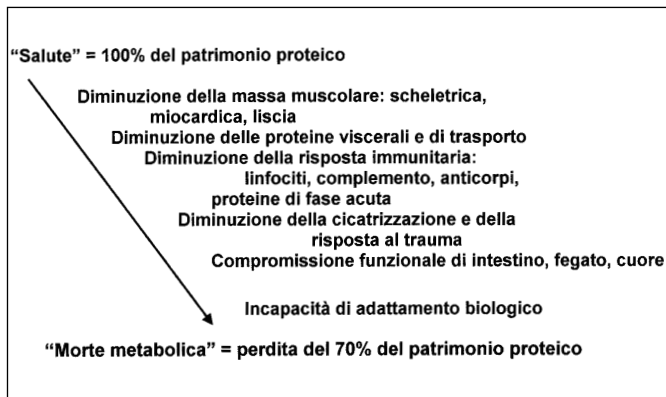 “Salute” = 100% del patrimonio proteico
Diminuzione della massa muscolare: scheletrica,
miocardica, liscia
Diminuzione delle proteine viscerali e di trasporto
Diminuzione della risposta immunitaria:
linfociti, complemento, anticorpi,
proteine di fase acuta
Diminuzione della cicatrizzazione e della
risposta al trauma
Compromissione funzionale di intestino, fegato, cuore
Incapacità di adattamento biologico
“Morte metabolica” = perdita del 70% del patrimonio proteico